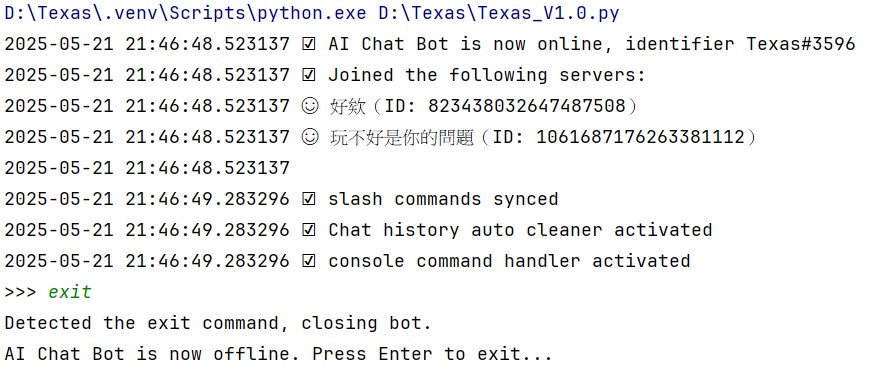 D:\Texas\.venv\Scripts\python.exe D:\Texas\Texas_V1.0.py
2025-05-21 21:46:48.523137 ☑ AI Chat Bot is now online, identifier Texas#3596
2025-05-21 21:46:48.523137 ☑ Joined the following servers:
2025-05-21 21:46:48.523137 ☺ 好欸（ID: 823438032647487508）
2025-05-21 21:46:48.523137 ☺ 玩不好是你的問題（ID: 1061687176263381112）
2025-05-21 21:46:48.523137
2025-05-21 21:46:49.283296 ☑ slash commands synced
2025-05-21 21:46:49.283296 ☑ Chat history auto cleaner activated
2025-05-21 21:46:49.283296 ☑ console command handler activated
>>> exit
Detected the exit command, closing bot.
AI Chat Bot is now offline. Press Enter to exit...